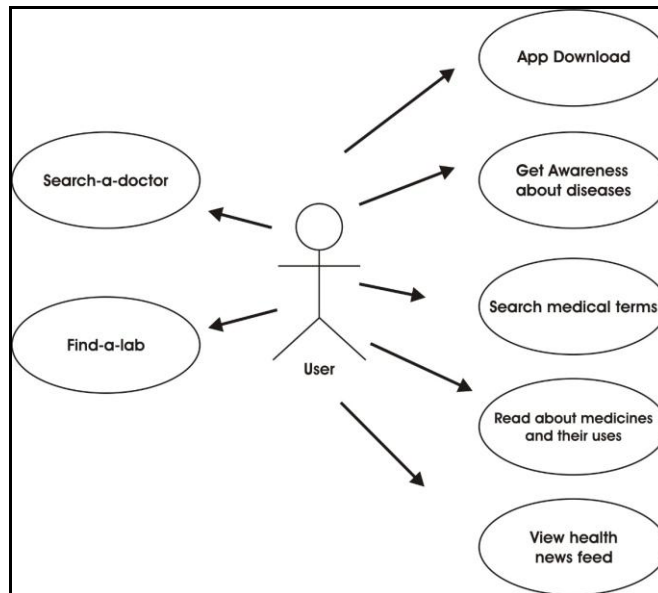 App Download
Search-a-doctor
Get Awareness
about diseases
Search medical terms
Find-a-lab
User
Read about medicines
and their uses
View health
news feed